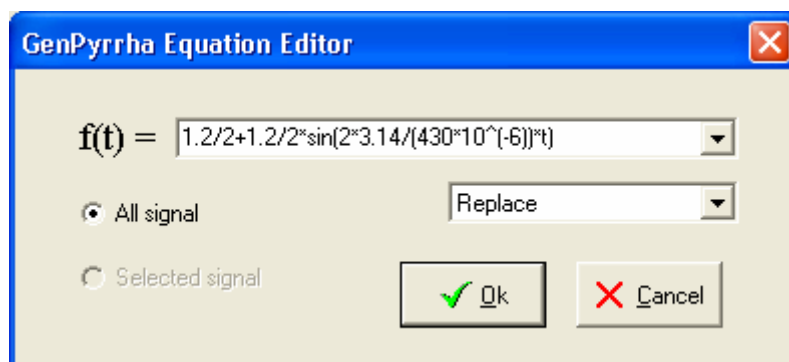 GenPyrrha Equation Editor
f(t) = 1.2/2+1.2/2*sin(2*3.14/(430*10^(-6))*t)
All signal
Replace
Selected signal
Ok
Cancel